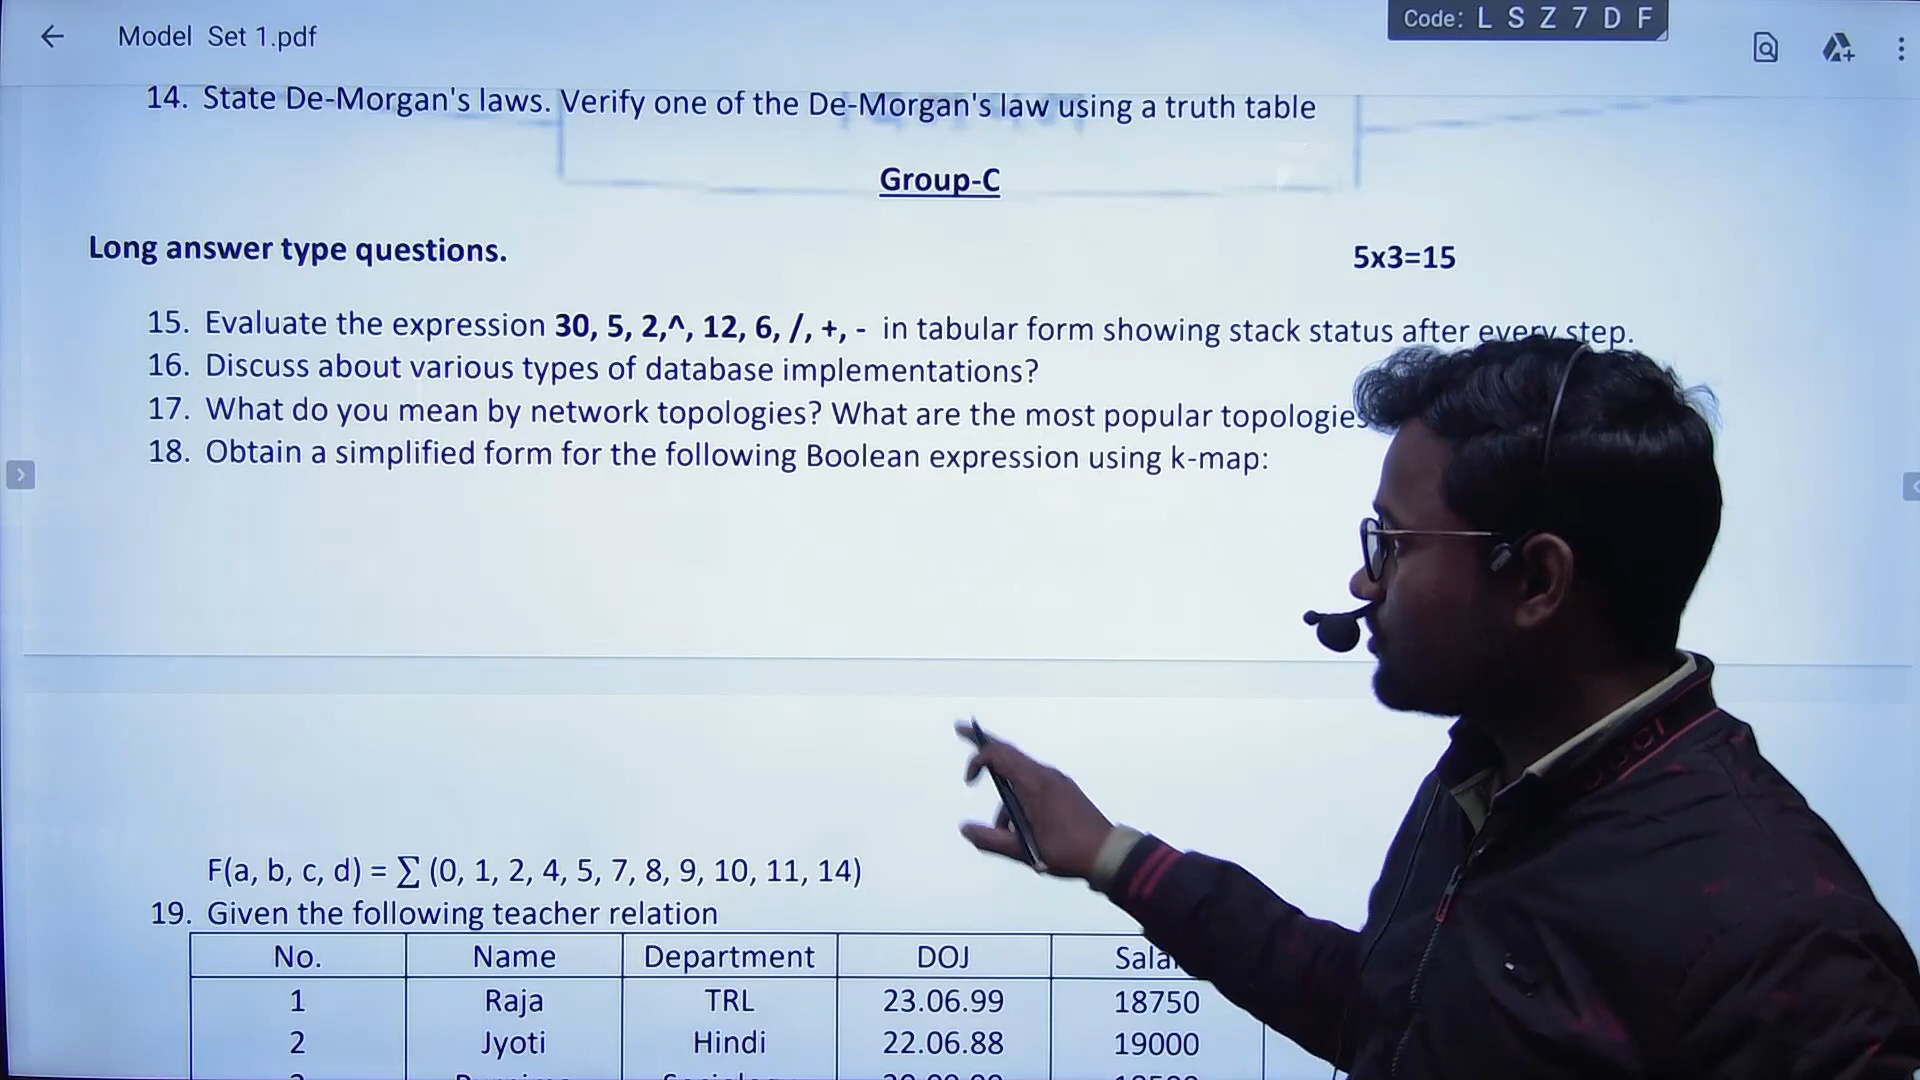 Model Set 1.pdf
Code: L S Z 7 D F
14. State De-Morgan's laws. Verify one of the De-Morgan's law using a truth table
Group-C
Long answer type questions. 5x3=15
15. Evaluate the expression 30, 5, 2,^, 12, 6, /, +, - in tabular form showing stack status after every step.
16. Discuss about various types of database implementations?
17. What do you mean by network topologies? What are the most popular topologies
18. Obtain a simplified form for the following Boolean expression using k-map:
F(a, b, c, d) = ∑ (0, 1, 2, 4, 5, 7, 8, 9, 10, 11, 14)
19. Given the following teacher relation
No. Name Department DOJ
1 Raja TRL 23.06.99 18750
2 Jyoti Hindi 22.06.88 19000